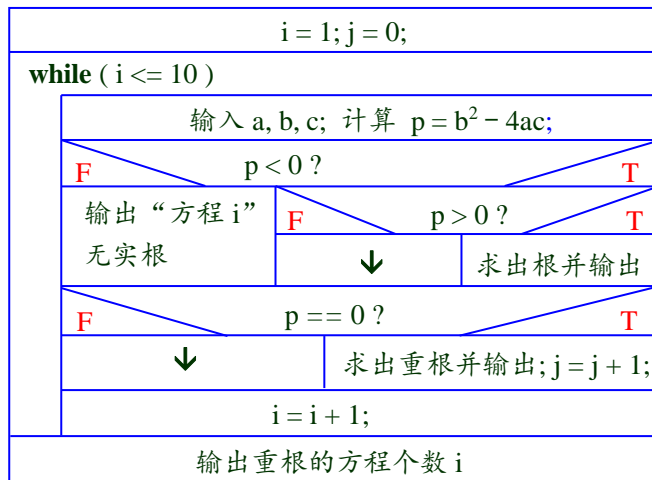 i = 1; j = 0;
while ( i <= 10 )
输入 a, b, c; 计算 p = b² − 4ac;
F p < 0 ? T
输出“方程 i”
无实根
F p > 0 ? T
↓ 求出根并输出
F p == 0 ? T
↓ 求出重根并输出; j = j + 1;
i = i + 1;
输出重根的方程个数 i